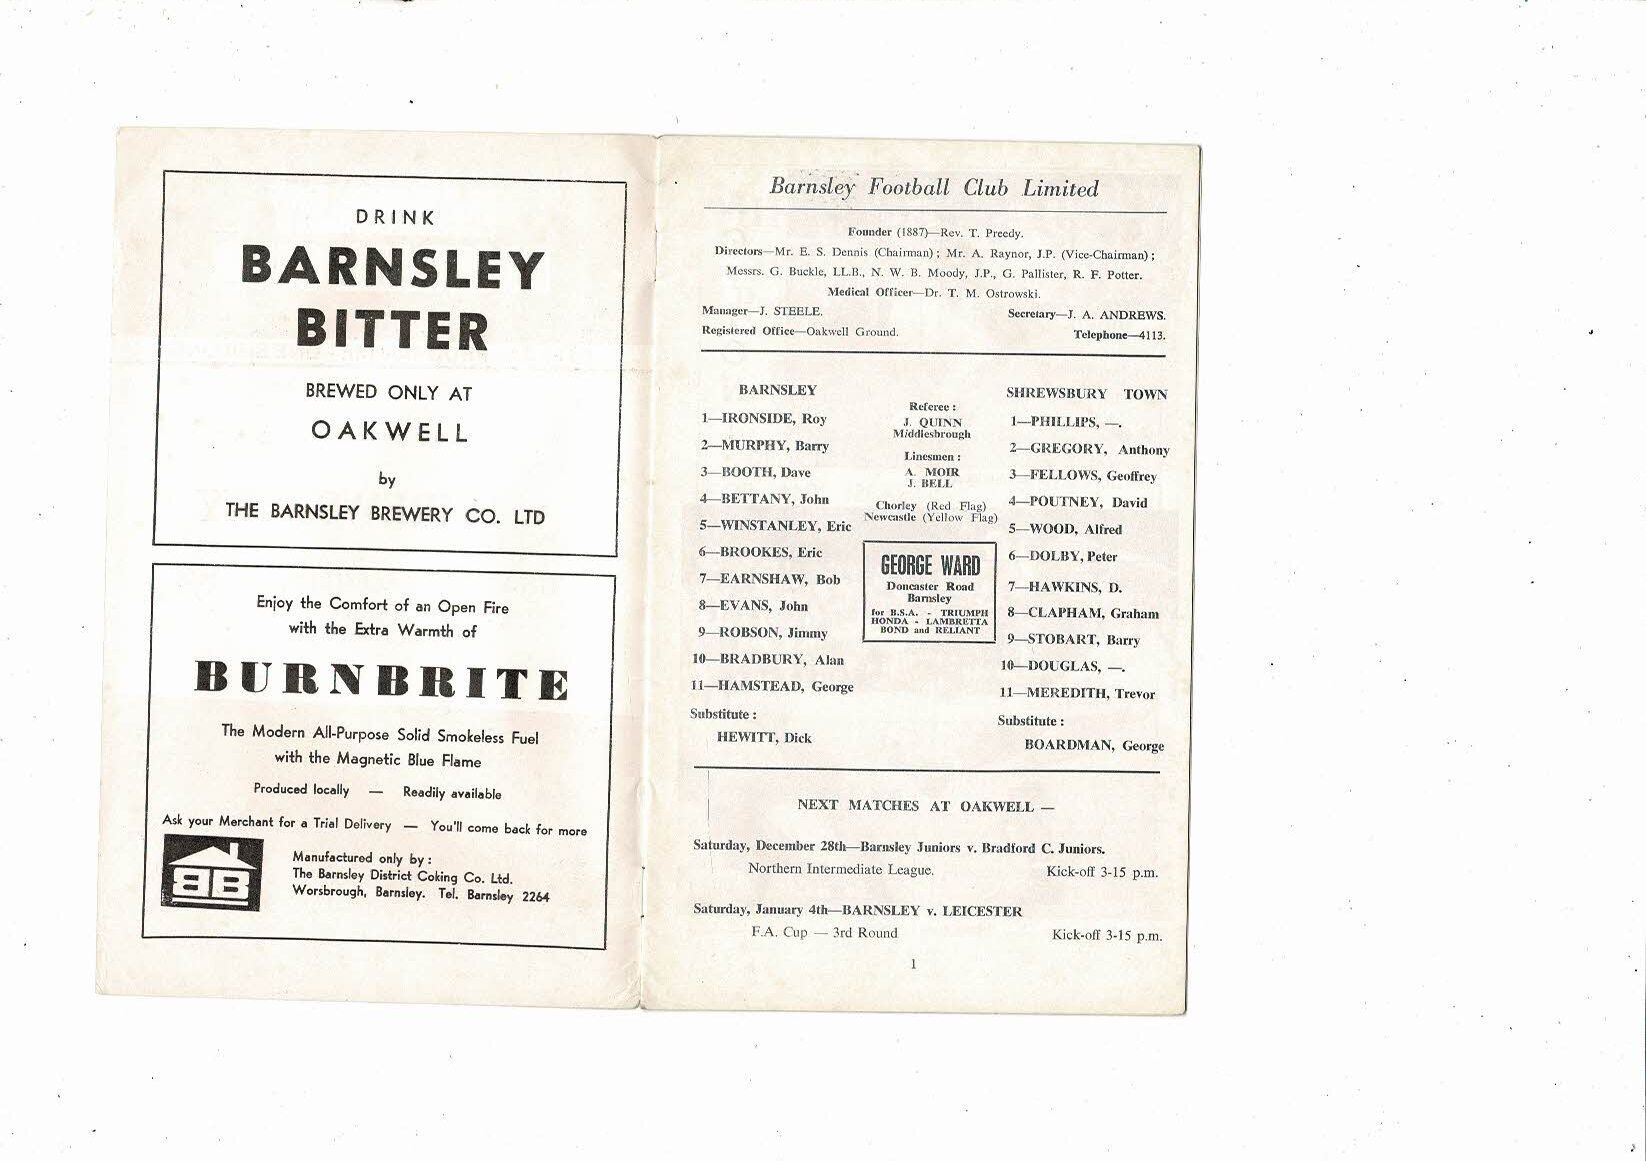 DRINK
BARNSLEY
BITTER
BREWED ONLY AT
OAKWELL
by
THE BARNSLEY BREWERY CO. LTD
Enjoy the Comfort of an Open Fire
with the Extra Warmth of
BURNBRITE
The Modern All-Purpose Solid Smokeless Fuel
with the Magnetic Blue Flame
Produced locally — Readily available
Ask your Merchant for a Trial Delivery — You'll come back for more
BB
Manufactured only by :
The Barnsley District Coking Co. Ltd.
Worsbrough, Barnsley. Tel. Barnsley 2264
Barnsley Football Club Limited
Founder (1887)—Rev. T. Preedy.
Directors—Mr. E. S. Dennis (Chairman) ; Mr. A. Raynor, J.P. (Vice-Chairman) ;
Messrs. G. Buckle, LL.B., N. W. B. Moody, J.P., G. Pallister, R. F. Potter.
Medical Officer—Dr. T. M. Ostrowski.
Manager—J. STEELE. Secretary—J. A. ANDREWS.
Registered Office—Oakwell Ground. Telephone—4113.
BARNSLEY
1—IRONSIDE, Roy
2—MURPHY, Barry
3—BOOTH, Dave
4—BETTANY, John
5—WINSTANLEY, Eric
6—BROOKES, Eric
7—EARNSHAW, Bob
8—EVANS, John
9—ROBSON, Jimmy
10—BRADBURY, Alan
11—HAMSTEAD, George
Substitute :
HEWITT, Dick
Referee :
J. QUINN
Middlesbrough
Linesmen :
A. MOIR
J. BELL
Chorley (Red Flag)
Newcastle (Yellow Flag)
GEORGE WARD
Doncaster Road
Barnsley
for B.S.A. - TRIUMPH
HONDA - LAMBRETTA
BOND and RELIANT
SHREWSBURY TOWN
1—PHILLIPS, —.
2—GREGORY, Anthony
3—FELLOWS, Geoffrey
4—POUTNEY, David
5—WOOD, Alfred
6—DOLBY, Peter
7—HAWKINS, D.
8—CLAPHAM, Graham
9—STOBART, Barry
10—DOUGLAS, —.
11—MEREDITH, Trevor
Substitute :
BOARDMAN, George
NEXT MATCHES AT OAKWELL —
Saturday, December 28th—Barnsley Juniors v. Bradford C. Juniors.
Northern Intermediate League. Kick-off 3-15 p.m.
Saturday, January 4th—BARNSLEY v. LEICESTER
F.A. Cup — 3rd Round Kick-off 3-15 p.m.
1